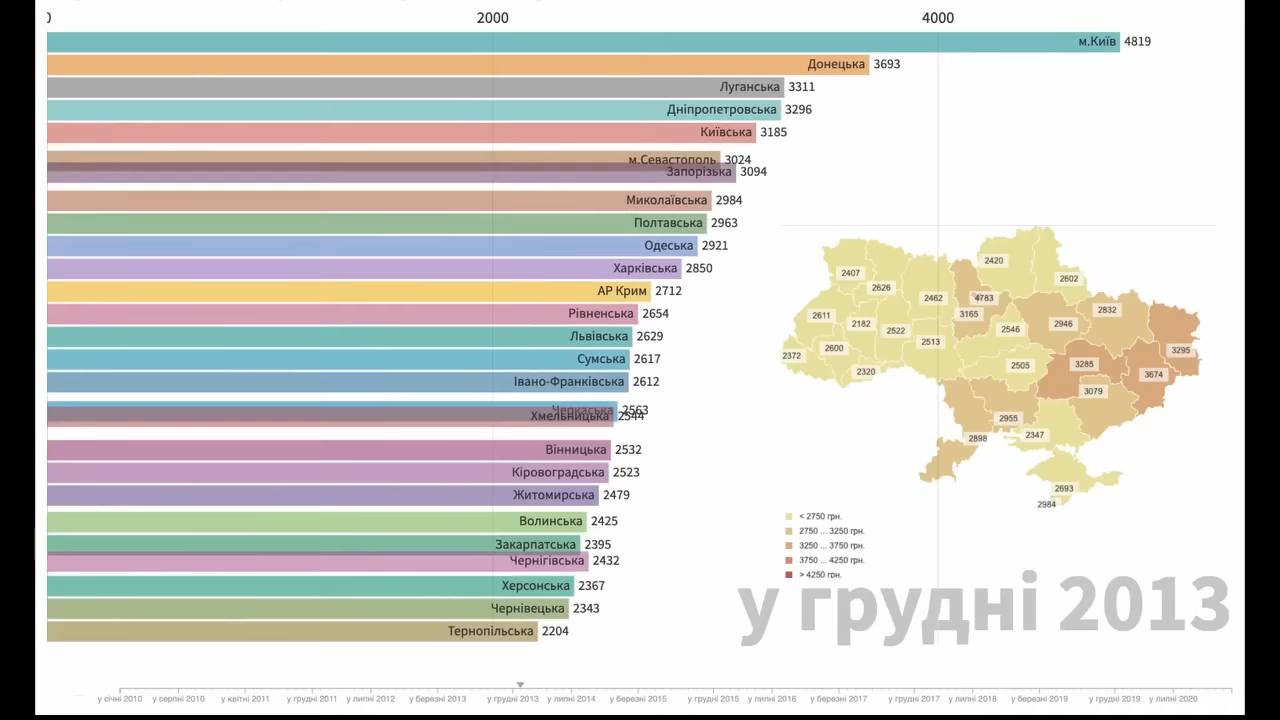 0 2000 4000
м.Київ 4819
Донецька 3693
Луганська 3311
Дніпропетровська 3296
Київська 3185
м.Севастополь 3024
Запорізька 3094
Миколаївська 2984
Полтавська 2963
Одеська 2921
Харківська 2850
АР Крим 2712
Рівненська 2654
Львівська 2629
Сумська 2617
Івано-Франківська 2612
Черкаська 2563
Хмельницька 2544
Вінницька 2532
Кіровоградська 2523
Житомирська 2479
Волинська 2425
Закарпатська 2395
Чернігівська 2432
Херсонська 2367
Чернівецька 2343
Тернопільська 2204
2420
2407
2602
2626
2462
4783
2832
3165
2611
2182
2946
2522
2546
2513
2600
3295
2372
2505
3285
2320
3674
3079
2955
2347
2898
2693
2984
< 2750 грн.
2750 ... 3250 грн.
3250 ... 3750 грн.
3750 ... 4250 грн.
> 4250 грн.
у грудні 2013
у січні 2010 у серпні 2010 у квітні 2011 у грудні 2011 у липні 2012 у березні 2013 у грудні 2013 у липні 2014 у березні 2015 у грудні 2015 у липні 2016 у березні 2017 у грудні 2017 у липні 2018 у березні 2019 у грудні 2019 у липні 2020